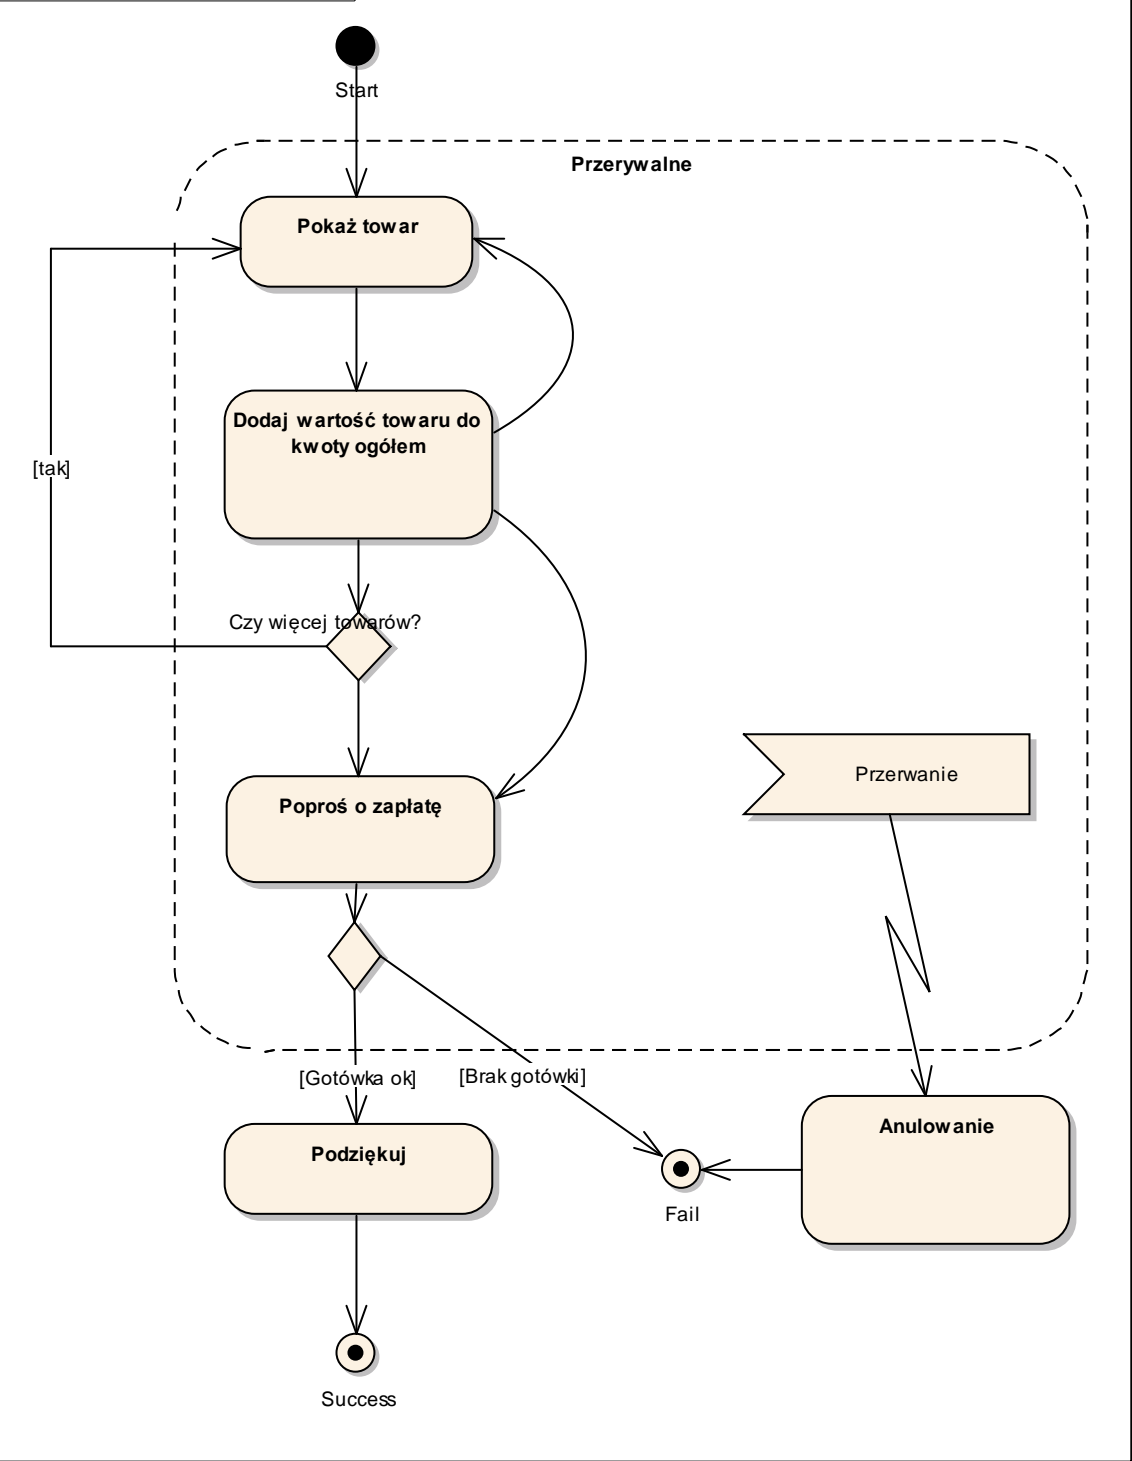 Start
Przerywalne
Pokaż towar
Dodaj wartość towaru do
kwoty ogółem
[tak]
Czy więcej towarów?
Przerwanie
Poproś o zapłatę
[Gotówka ok]
[Brak gotówki]
Anulowanie
Podziękuj
Fail
Success